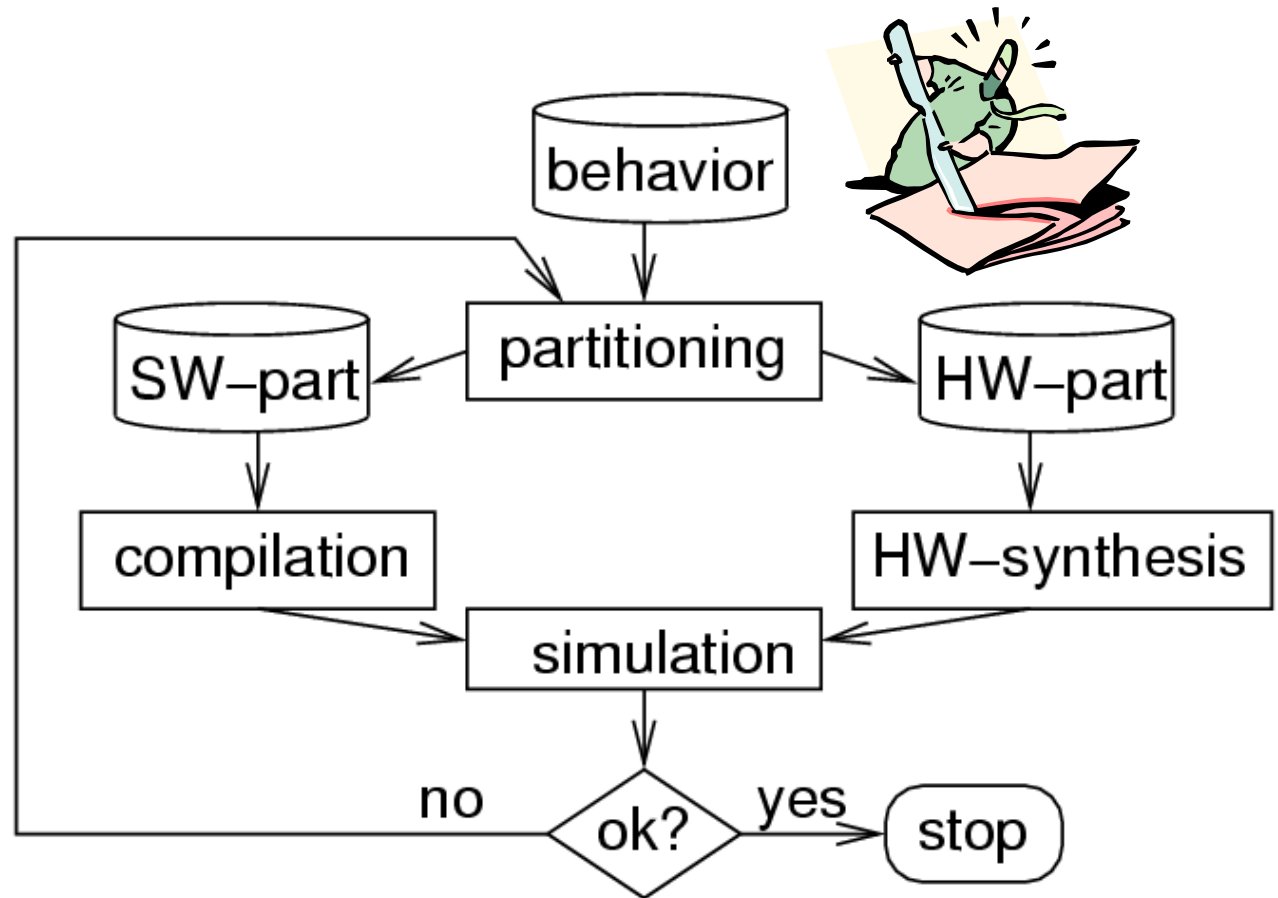 behavior
partitioning
SW–part
HW–part
compilation
HW–synthesis
simulation
no
ok?
yes
stop